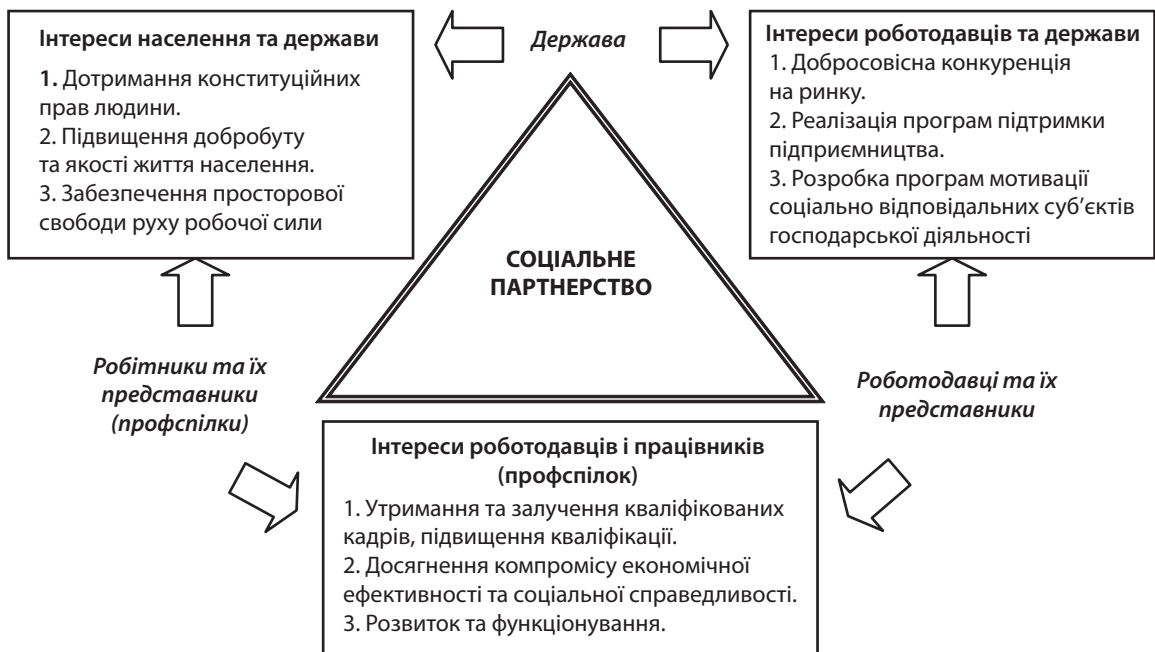 Держава
Інтереси населення та держави
1. Дотримання конституційних
прав людини.
2. Підвищення добробуту
та якості життя населення.
3. Забезпечення просторової
свободи руху робочої сили
Інтереси роботодавців та держави
1. Добросовісна конкуренція
на ринку.
2. Реалізація програм підтримки
підприємництва.
3. Розробка програм мотивації
соціально відповідальних суб’єктів
господарської діяльності
СОЦІАЛЬНЕ
ПАРТНЕРСТВО
Робітники та їх
представники
(профспілки)
Роботодавці та їх
представники
Інтереси роботодавців і працівників
(профспілок)
1. Утримання та залучення кваліфікованих
кадрів, підвищення кваліфікації.
2. Досягнення компромісу економічної
ефективності та соціальної справедливості.
3. Розвиток та функціонування.